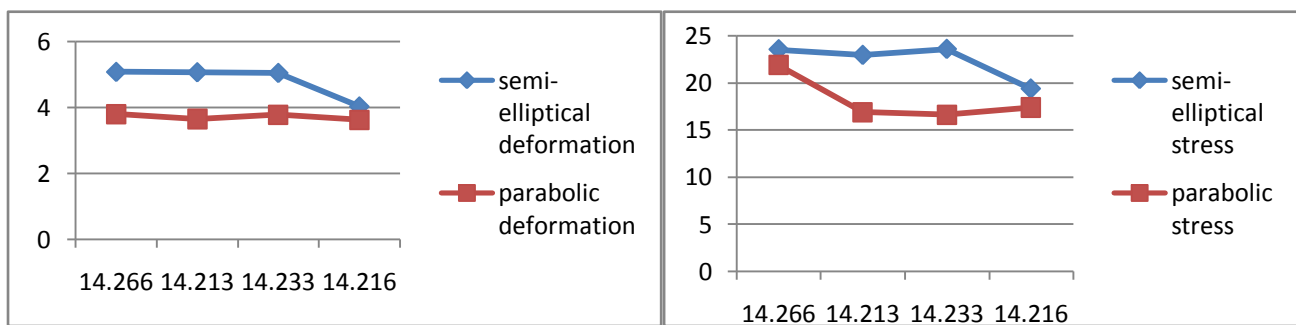 6
4
2
0
14.266 14.213 14.233 14.216
semi-
elliptical
deformation
parabolic
deformation
25
20
15
10
5
0
14.266 14.213 14.233 14.216
semi-
elliptical
stress
parabolic
stress